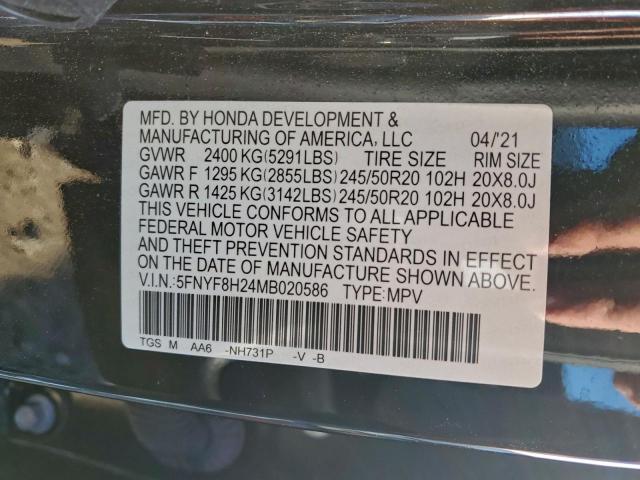 MFD. BY HONDA DEVELOPMENT &
MANUFACTURING OF AMERICA, LLC 04/'21
GVWR 2400 KG(5291LBS) TIRE SIZE RIM SIZE
GAWR F 1295 KG(2855LBS) 245/50R20 102H 20X8.0J
GAWR R 1425 KG(3142LBS) 245/50R20 102H 20X8.0J
THIS VEHICLE CONFORMS TO ALL APPLICABLE
FEDERAL MOTOR VEHICLE SAFETY
AND THEFT PREVENTION STANDARDS IN EFFECT
ON THE DATE OF MANUFACTURE SHOWN ABOVE.
V.I.N.:5FNYF8H24MB020586 TYPE:MPV
TGS M AA6 -NH731P -V -B